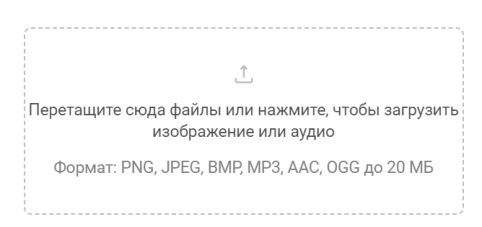 Перетащите сюда файлы или нажмите, чтобы загрузить
изображение или аудио
Формат: PNG, JPEG, BMP, MP3, AAC, OGG до 20 МБ